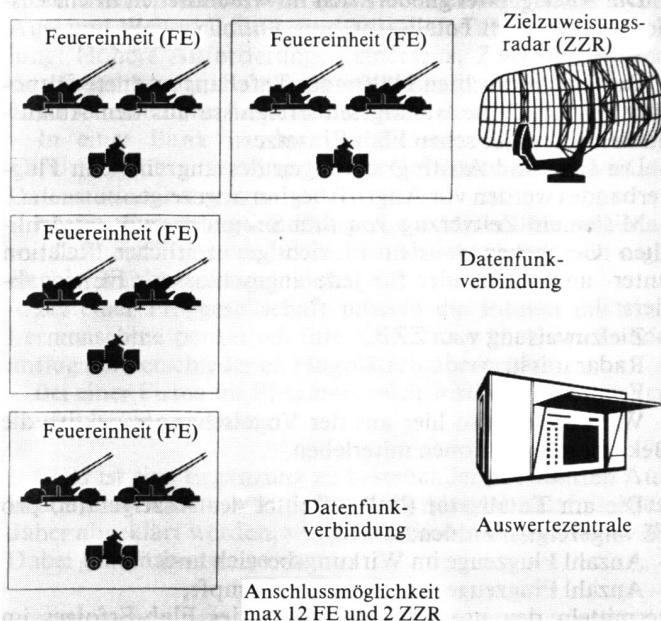 Feuereinheit (FE)
Feuereinheit (FE)
Zielzuweisungs-
radar (ZZR)
Feuereinheit (FE)
Datenfunk-
verbindung
Feuereinheit (FE)
Datenfunk-
verbindung
Auswertezentrale
Anschlussmöglichkeit
max 12 FE und 2 ZZR